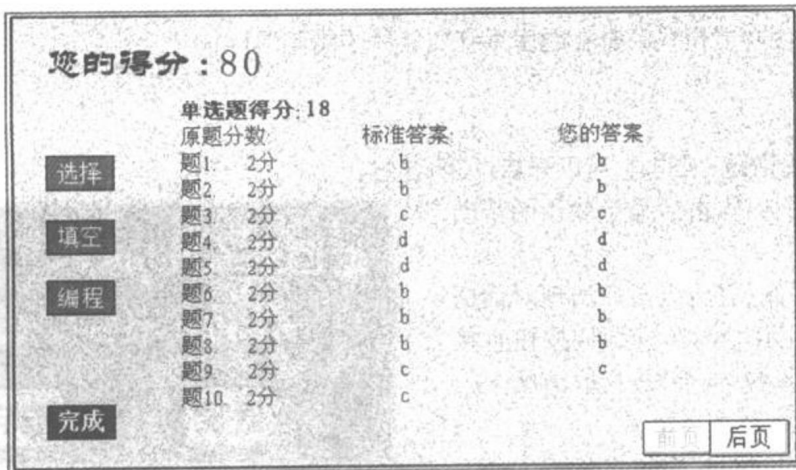 您的得分:80
单选题得分:18
原题分数: 标准答案: 您的答案
题1. 2分 b b
题2. 2分 b b
题3. 2分 c c
题4. 2分 d d
题5. 2分 d d
题6. 2分 b b
题7. 2分 b b
题8. 2分 b b
题9. 2分 c c
题10. 2分 c
选择
填空
编程
完成
前页 后页